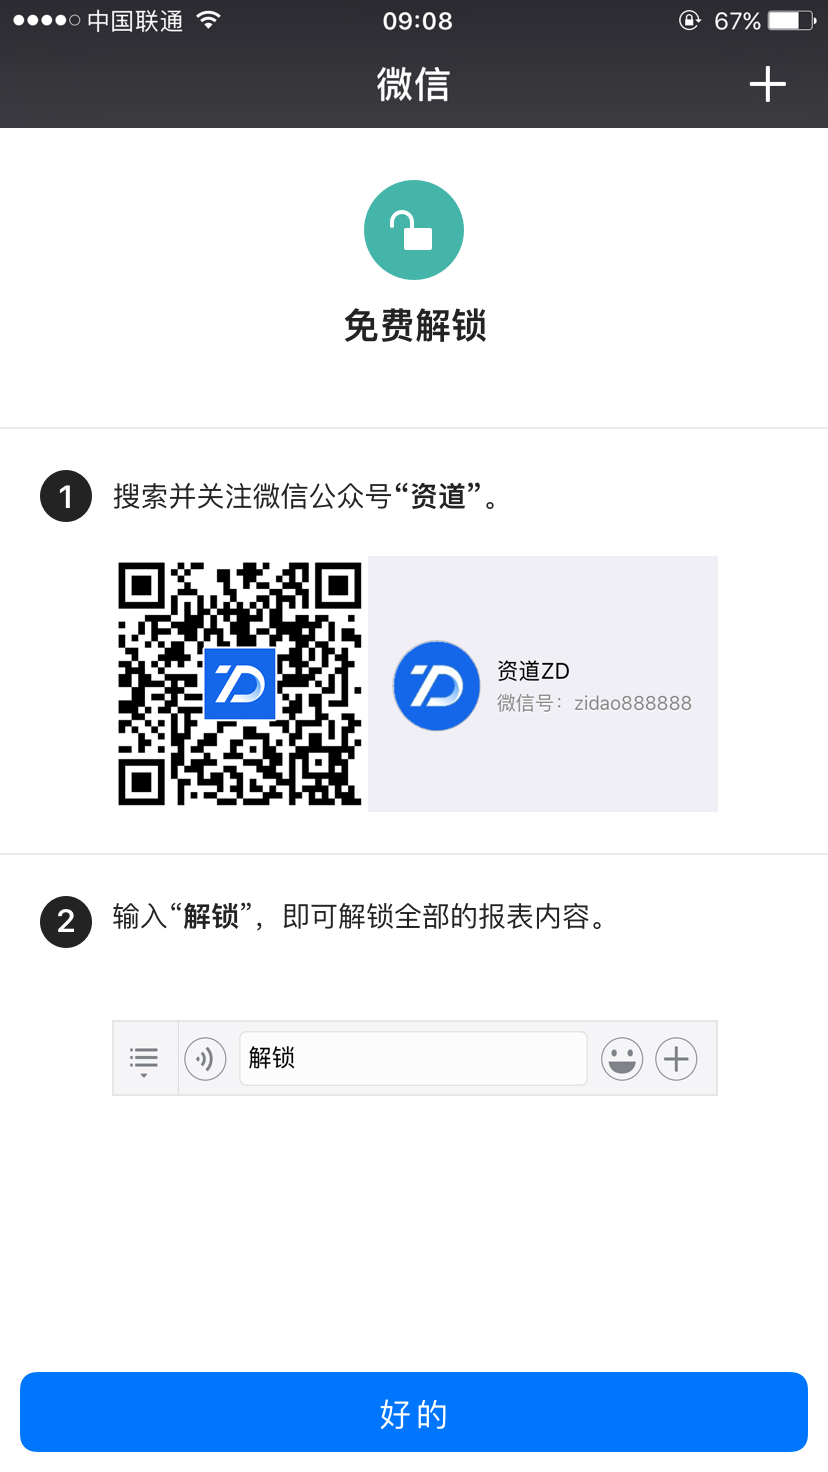 中国联通 09:08 67%
微信
免费解锁
1 搜索并关注微信公众号“资道”。
ZD
ZD
资道ZD
微信号：zidao888888
2 输入“解锁”，即可解锁全部的报表内容。
解锁
好的